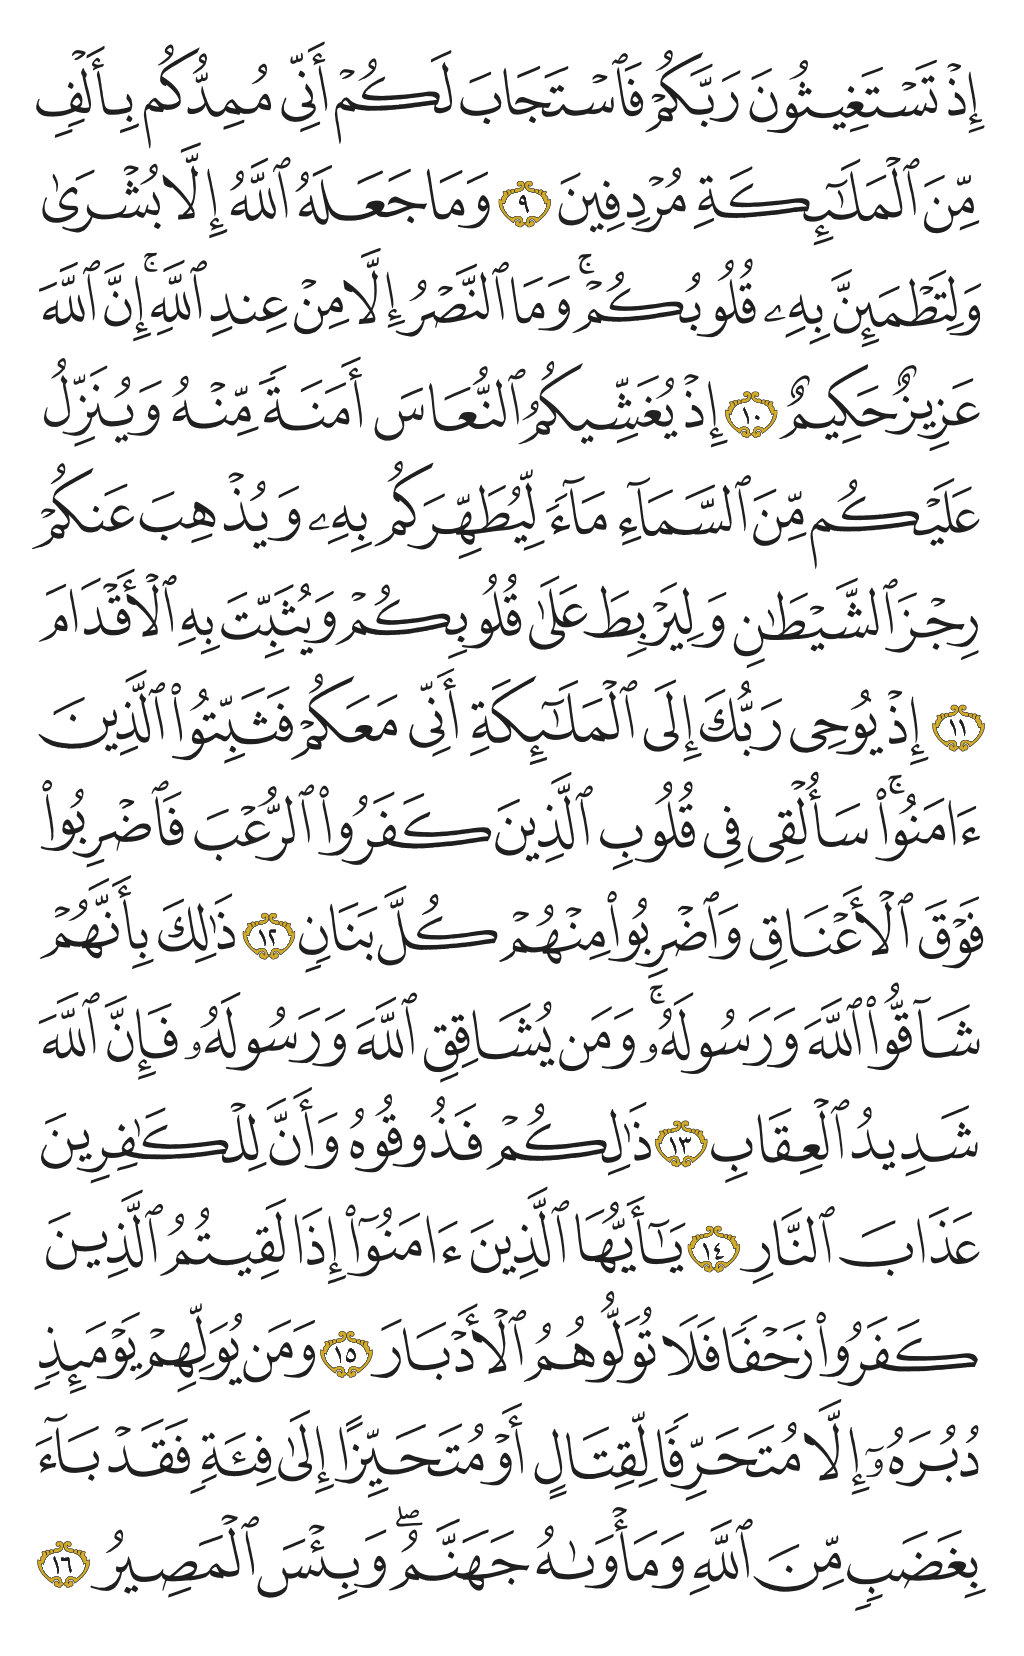 إِذۡ تَسۡتَغِيثُونَ رَبَّكُمۡ فَٱسۡتَجَابَ لَكُمۡ أَنِّي مُمِدُّكُم بِأَلۡفٖ
مِّنَ ٱلۡمَلَٰٓئِكَةِ مُرۡدِفِينَ ٩ وَمَا جَعَلَهُ ٱللَّهُ إِلَّا بُشۡرَىٰ
وَلِتَطۡمَئِنَّ بِهِۦ قُلُوبُكُمۡۚ وَمَا ٱلنَّصۡرُ إِلَّا مِنۡ عِندِ ٱللَّهِۚ إِنَّ ٱللَّهَ
عَزِيزٌ حَكِيمٌ ١٠ إِذۡ يُغَشِّيكُمُ ٱلنُّعَاسَ أَمَنَةٗ مِّنۡهُ وَيُنَزِّلُ
عَلَيۡكُم مِّنَ ٱلسَّمَآءِ مَآءٗ لِّيُطَهِّرَكُم بِهِۦ وَيُذۡهِبَ عَنكُمۡ
رِجۡزَ ٱلشَّيۡطَٰنِ وَلِيَرۡبِطَ عَلَىٰ قُلُوبِكُمۡ وَيُثَبِّتَ بِهِ ٱلۡأَقۡدَامَ
١١ إِذۡ يُوحِي رَبُّكَ إِلَى ٱلۡمَلَٰٓئِكَةِ أَنِّي مَعَكُمۡ فَثَبِّتُواْ ٱلَّذِينَ
ءَامَنُواْۚ سَأُلۡقِي فِي قُلُوبِ ٱلَّذِينَ كَفَرُواْ ٱلرُّعۡبَ فَٱضۡرِبُواْ
فَوۡقَ ٱلۡأَعۡنَاقِ وَٱضۡرِبُواْ مِنۡهُمۡ كُلَّ بَنَانٖ ١٢ ذَٰلِكَ بِأَنَّهُمۡ
شَآقُّواْ ٱللَّهَ وَرَسُولَهُۥۚ وَمَن يُشَاقِقِ ٱللَّهَ وَرَسُولَهُۥ فَإِنَّ ٱللَّهَ
شَدِيدُ ٱلۡعِقَابِ ١٣ ذَٰلِكُمۡ فَذُوقُوهُ وَأَنَّ لِلۡكَٰفِرِينَ
عَذَابَ ٱلنَّارِ ١٤ يَٰٓأَيُّهَا ٱلَّذِينَ ءَامَنُوٓاْ إِذَا لَقِيتُمُ ٱلَّذِينَ
كَفَرُواْ زَحۡفٗا فَلَا تُوَلُّوهُمُ ٱلۡأَدۡبَارَ ١٥ وَمَن يُوَلِّهِمۡ يَوۡمَئِذٖ
دُبُرَهُۥٓ إِلَّا مُتَحَرِّفٗا لِّقِتَالٍ أَوۡ مُتَحَيِّزًا إِلَىٰ فِئَةٖ فَقَدۡ بَآءَ
بِغَضَبٖ مِّنَ ٱللَّهِ وَمَأۡوَىٰهُ جَهَنَّمُۖ وَبِئۡسَ ٱلۡمَصِيرُ ١٦